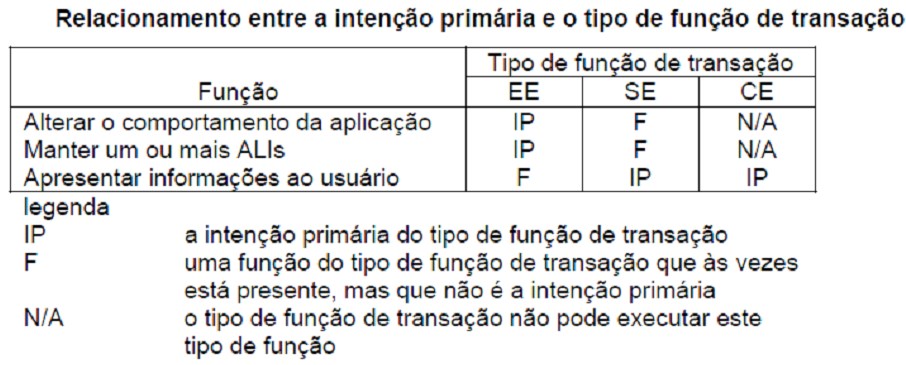 Relacionamento entre a intenção primária e o tipo de função de transação
Tipo de função de transação
Função EE SE CE
Alterar o comportamento da aplicação IP F N/A
Manter um ou mais ALIs IP F N/A
Apresentar informações ao usuário F IP IP
legenda
IP a intenção primária do tipo de função de transação
F uma função do tipo de função de transação que às vezes
está presente, mas que não é a intenção primária
N/A o tipo de função de transação não pode executar este
tipo de função